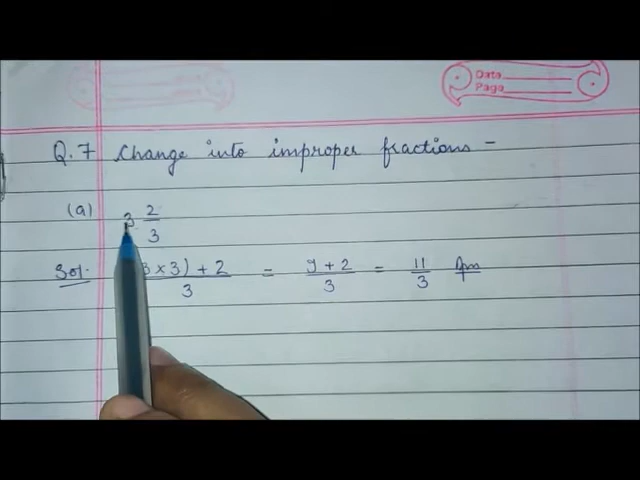 Data
Page
Q.7 Change into improper fractions -
(a) 3 2/3
Sol. 3 × 3) + 2 / 3 = 9 + 2 / 3 = 11/3 Ans